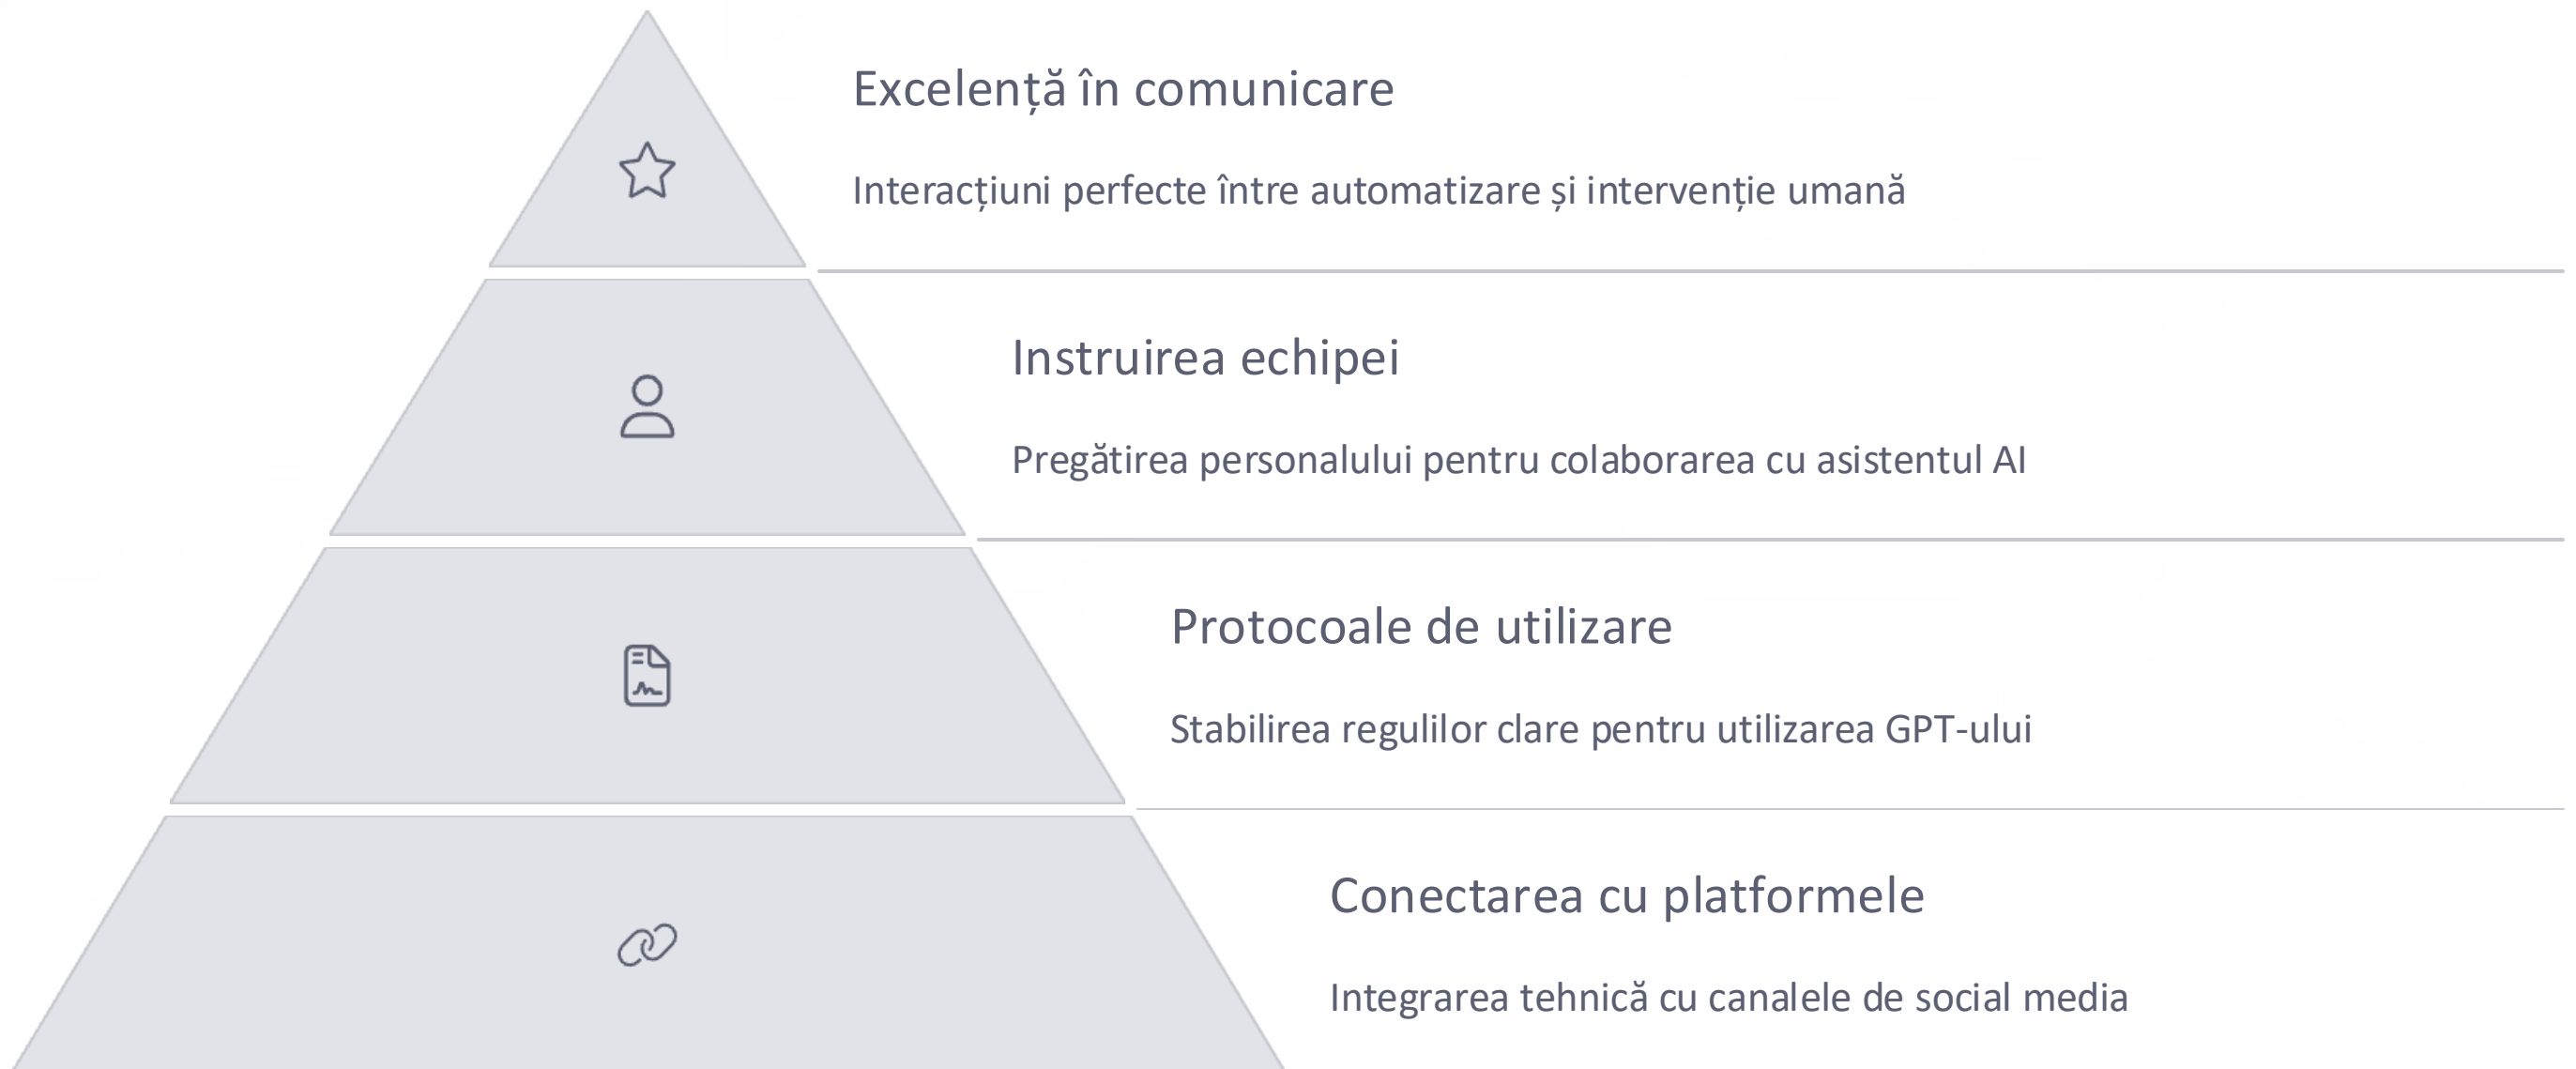 Excelență în comunicare
Interacțiuni perfecte între automatizare și intervenție umană
Instruirea echipei
Pregătirea personalului pentru colaborarea cu asistentul AI
Protocoale de utilizare
Stabilirea regulilor clare pentru utilizarea GPT-ului
Conectarea cu platformele
Integrarea tehnică cu canalele de social media